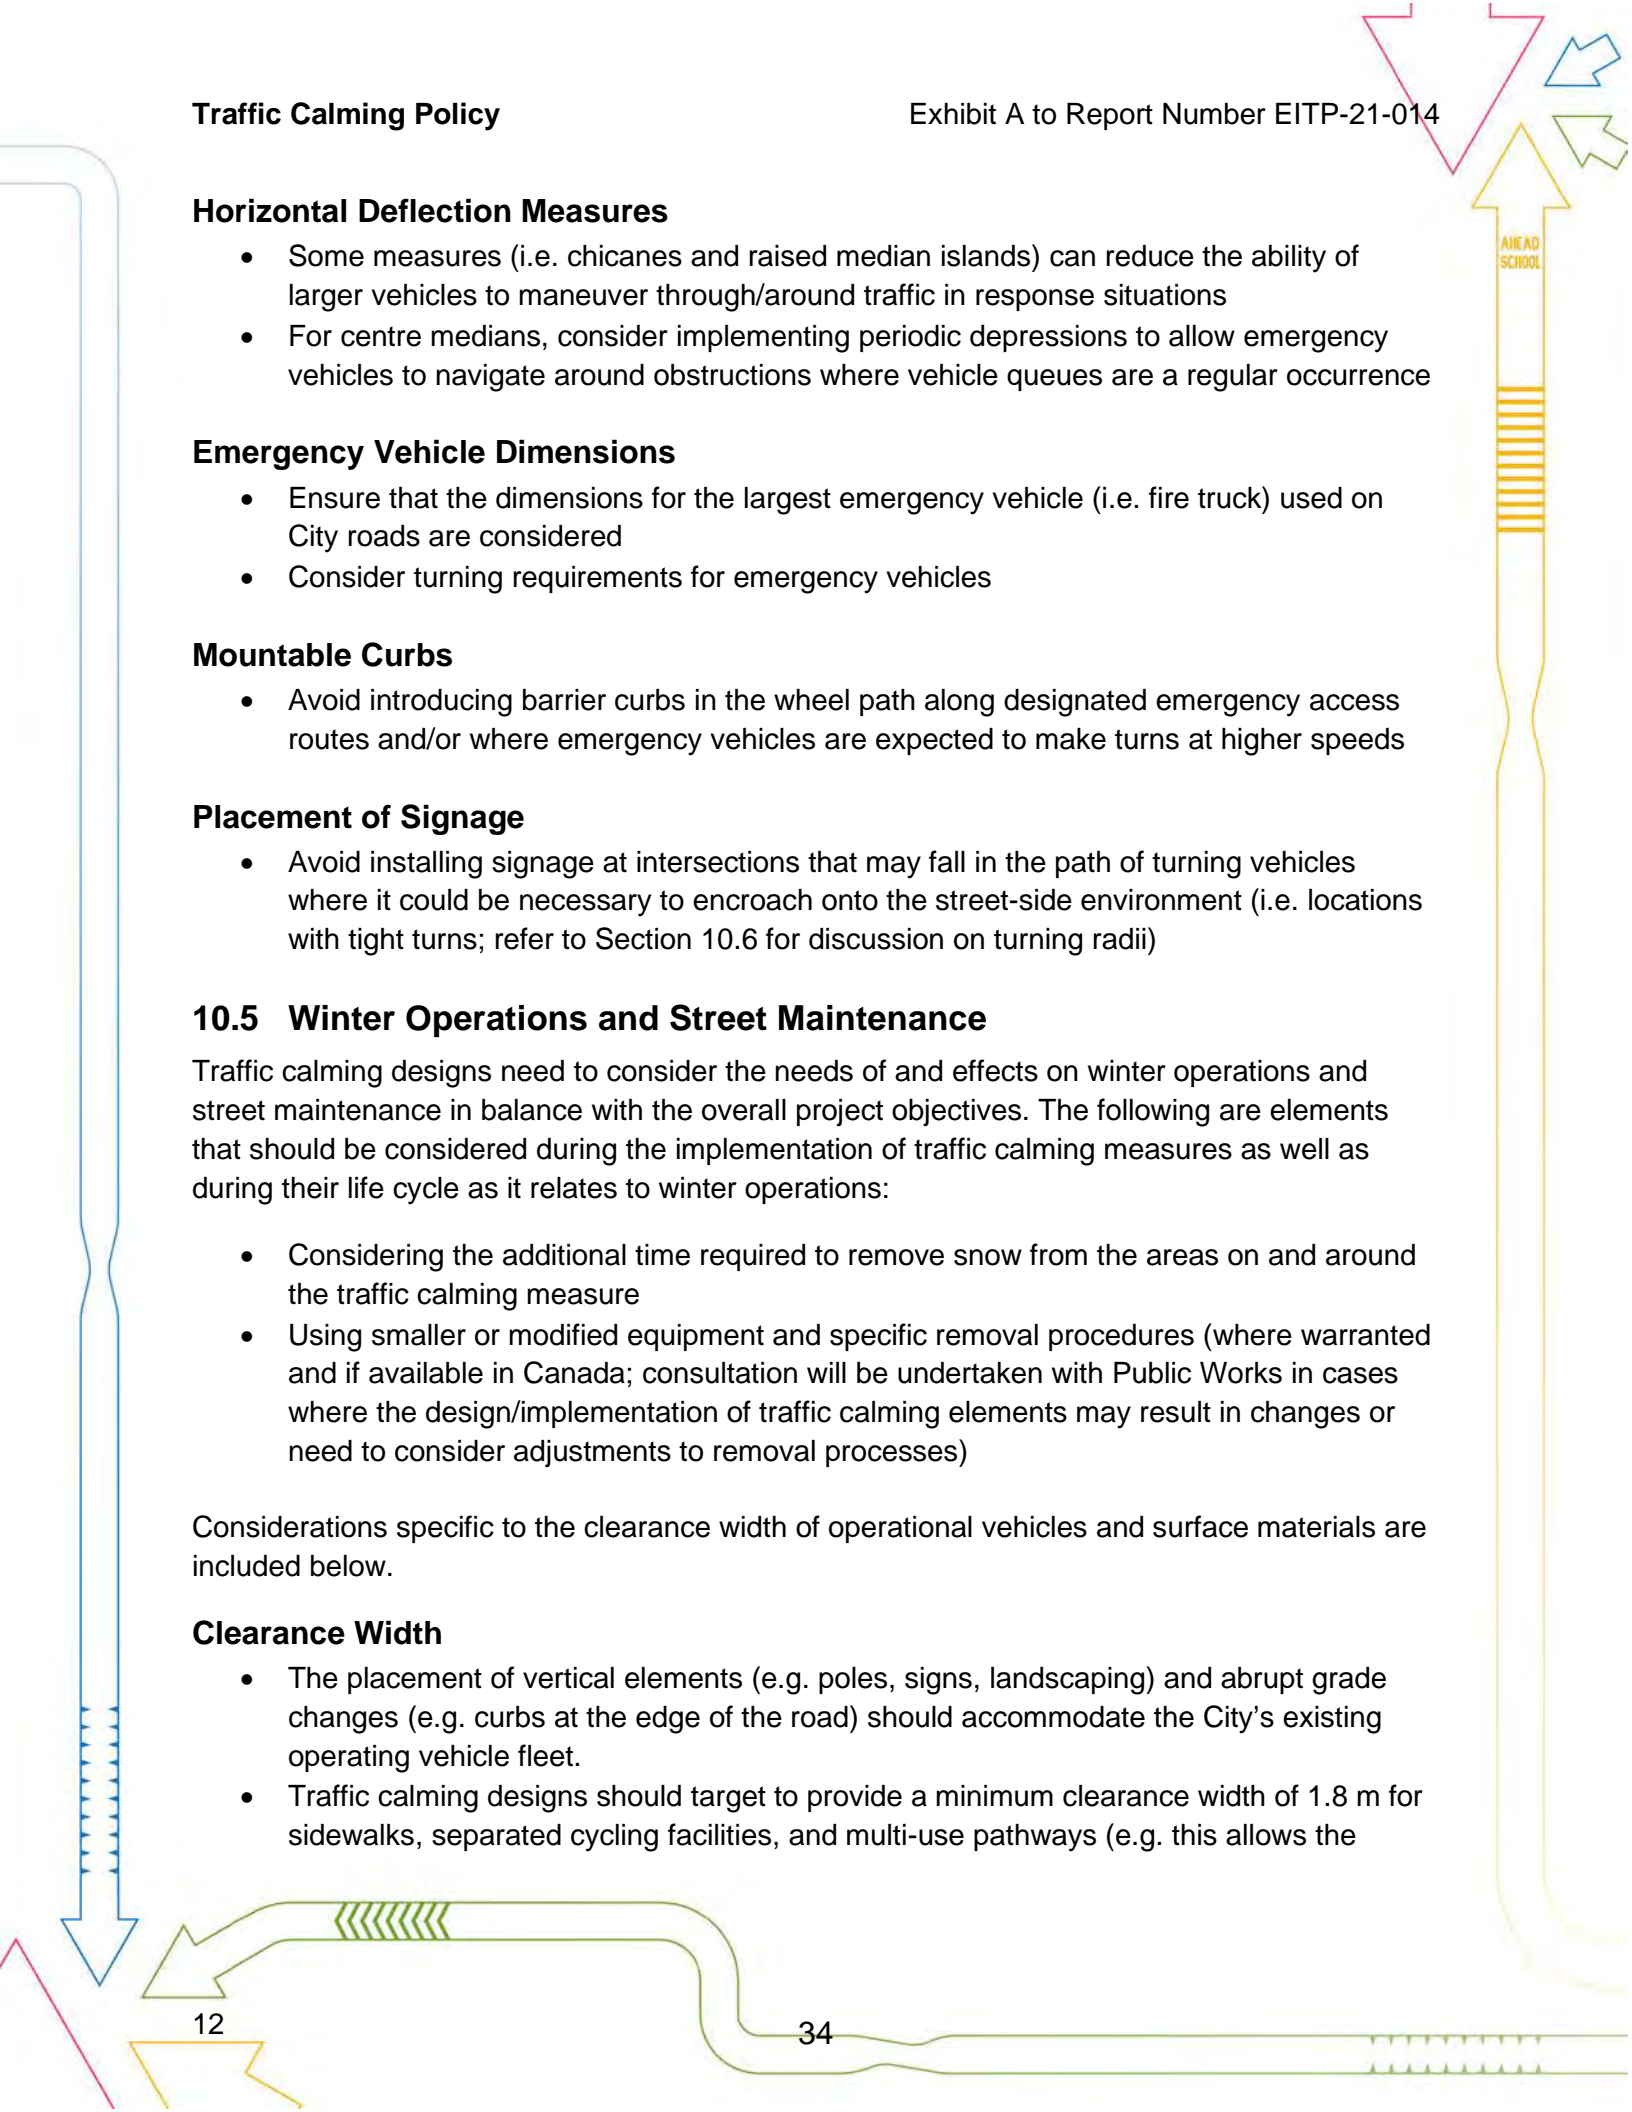 Traffic Calming Policy
Exhibit A to Report Number EITP-21-014
AHEAD
SCHOOL
Horizontal Deflection Measures
• Some measures (i.e. chicanes and raised median islands) can reduce the ability of
larger vehicles to maneuver through/around traffic in response situations
• For centre medians, consider implementing periodic depressions to allow emergency
vehicles to navigate around obstructions where vehicle queues are a regular occurrence
Emergency Vehicle Dimensions
• Ensure that the dimensions for the largest emergency vehicle (i.e. fire truck) used on
City roads are considered
• Consider turning requirements for emergency vehicles
Mountable Curbs
• Avoid introducing barrier curbs in the wheel path along designated emergency access
routes and/or where emergency vehicles are expected to make turns at higher speeds
Placement of Signage
• Avoid installing signage at intersections that may fall in the path of turning vehicles
where it could be necessary to encroach onto the street-side environment (i.e. locations
with tight turns; refer to Section 10.6 for discussion on turning radii)
10.5 Winter Operations and Street Maintenance
Traffic calming designs need to consider the needs of and effects on winter operations and
street maintenance in balance with the overall project objectives. The following are elements
that should be considered during the implementation of traffic calming measures as well as
during their life cycle as it relates to winter operations:
• Considering the additional time required to remove snow from the areas on and around
the traffic calming measure
• Using smaller or modified equipment and specific removal procedures (where warranted
and if available in Canada; consultation will be undertaken with Public Works in cases
where the design/implementation of traffic calming elements may result in changes or
need to consider adjustments to removal processes)
Considerations specific to the clearance width of operational vehicles and surface materials are
included below.
Clearance Width
• The placement of vertical elements (e.g. poles, signs, landscaping) and abrupt grade
changes (e.g. curbs at the edge of the road) should accommodate the City's existing
operating vehicle fleet.
• Traffic calming designs should target to provide a minimum clearance width of 1.8 m for
sidewalks, separated cycling facilities, and multi-use pathways (e.g. this allows the
12
34